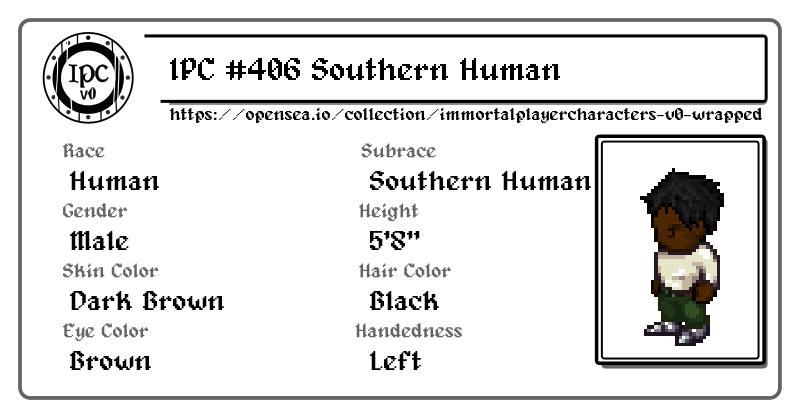 IPC
v0
IPC #406 Southern Human
https://opensea.io/collection/immortalplayercharacters-v0-wrapped
Race
Subrace
Human
Southern Human
Gender
Height
Male
5'8"
Skin Color
Hair Color
Dark Brown
Black
Eye Color
Handedness
Brown
Left